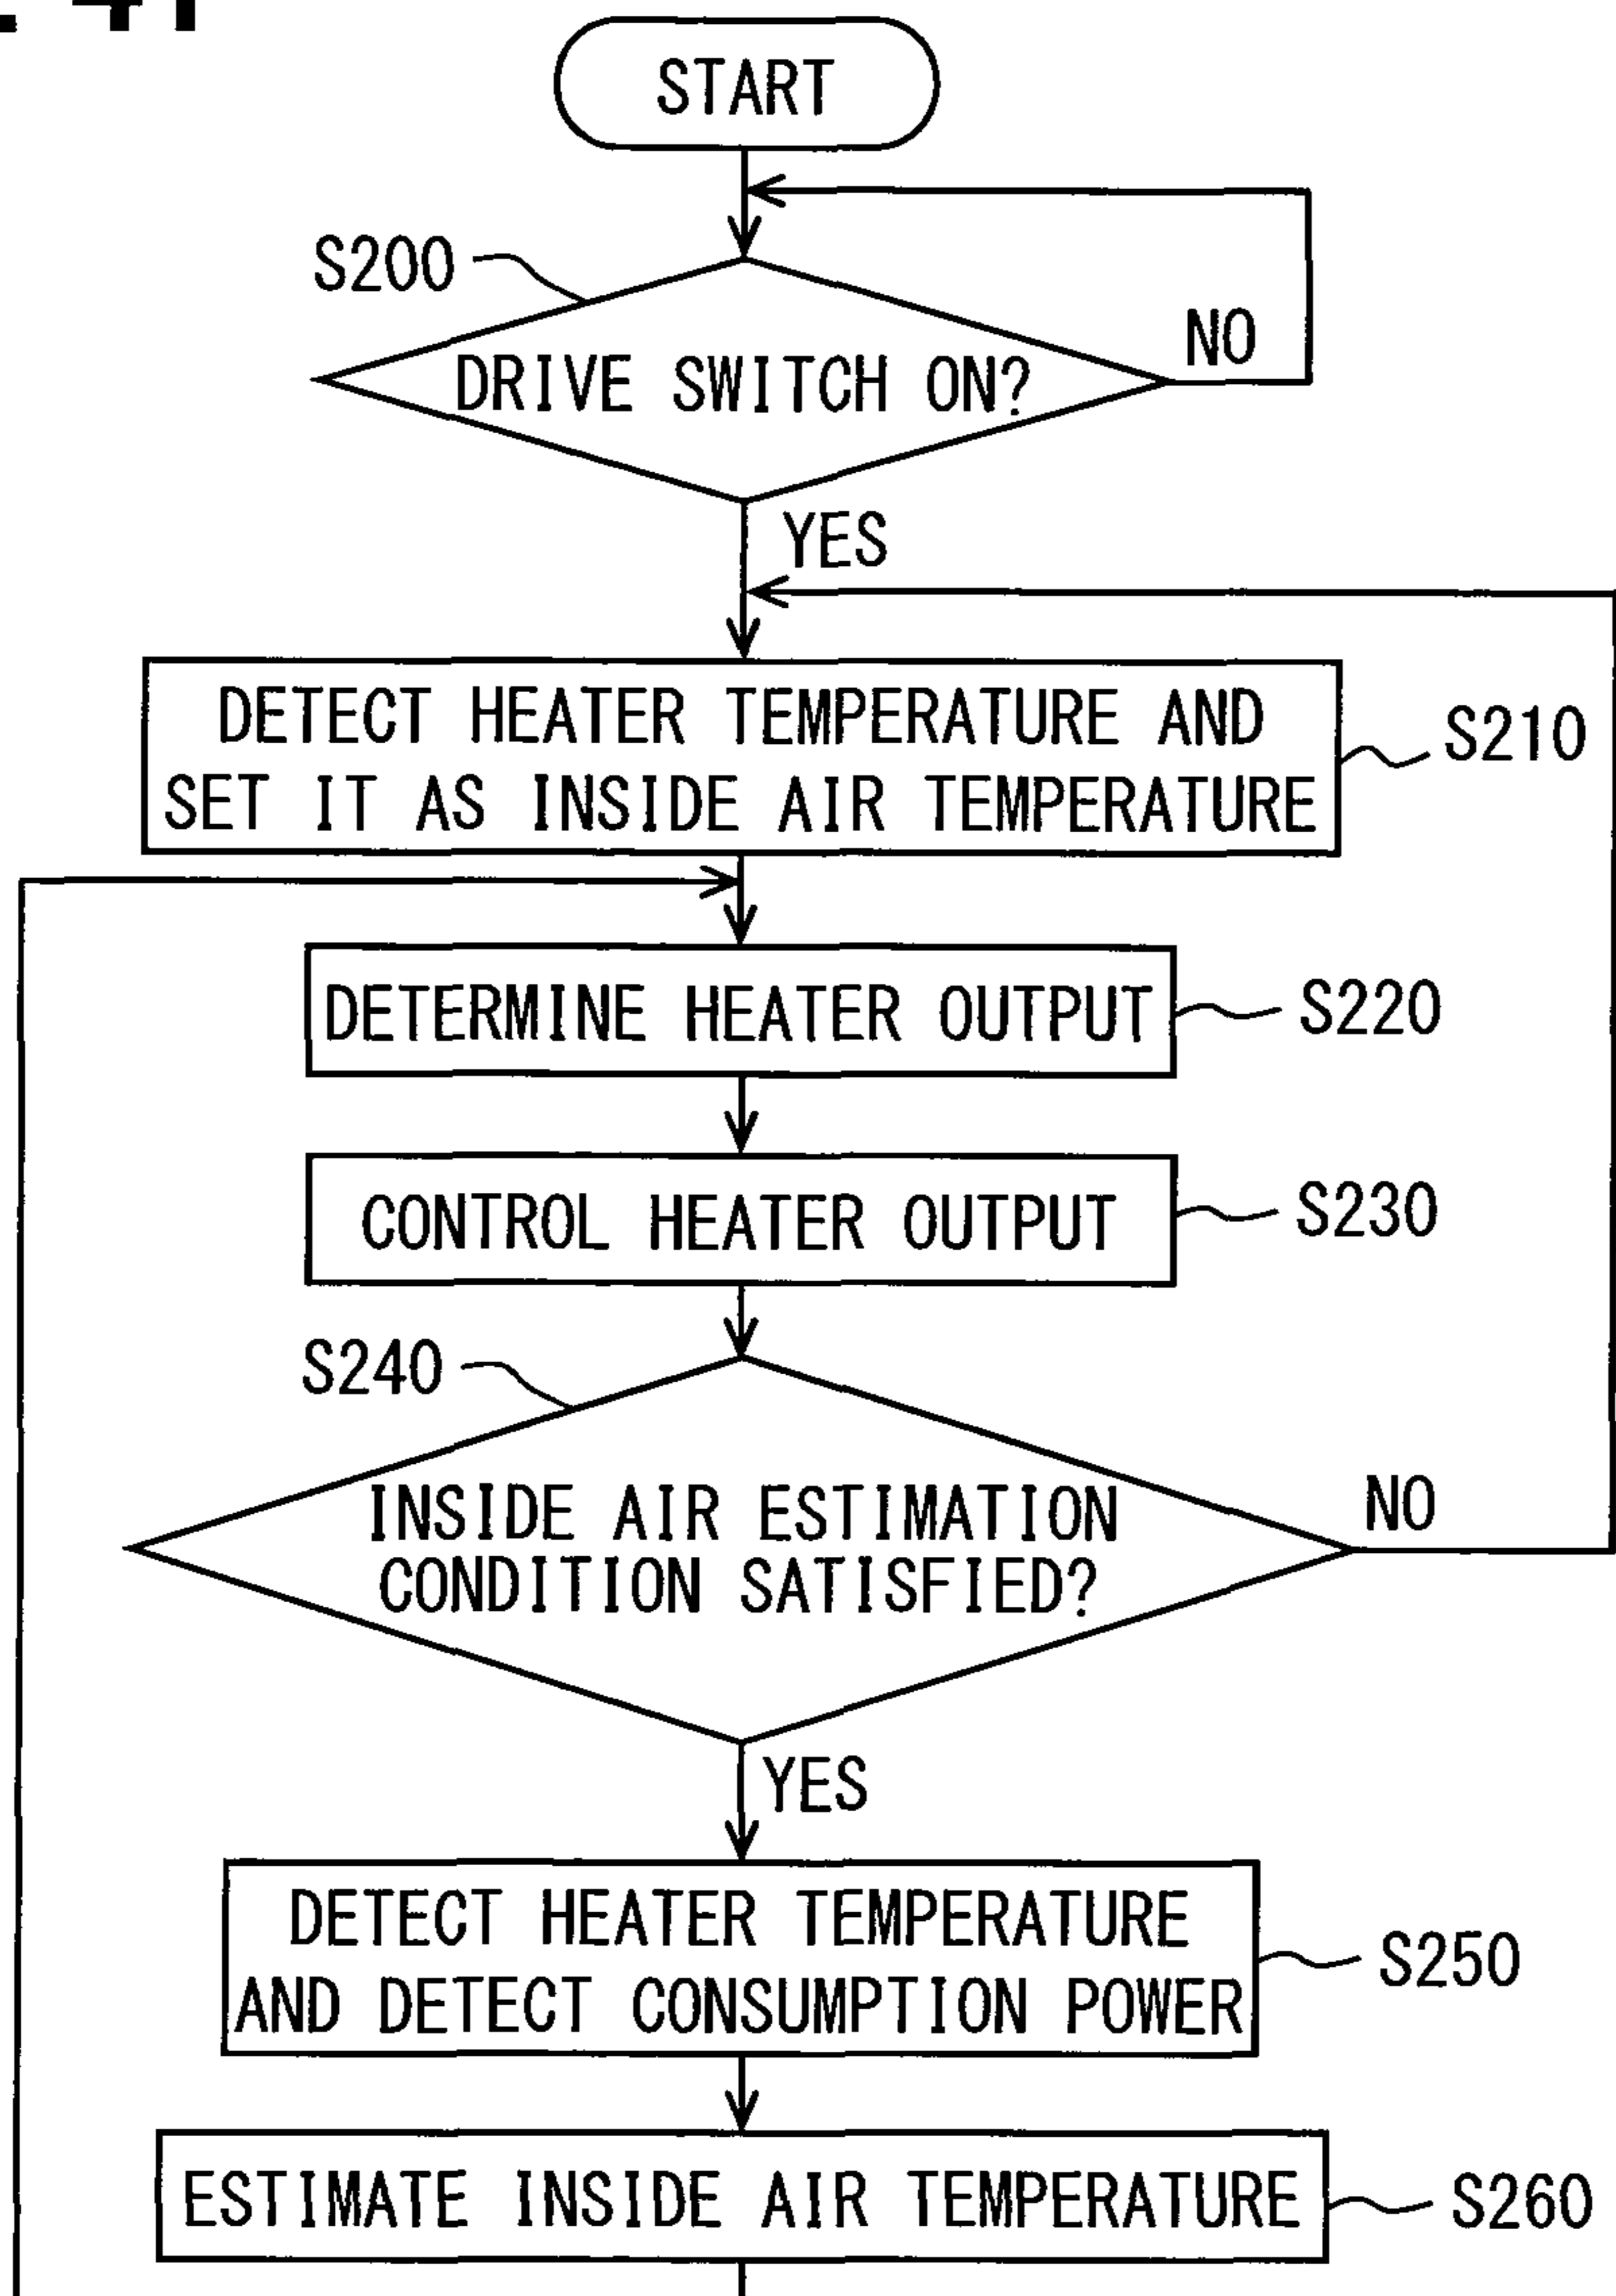 START
S200
NO
DRIVE SWITCH ON?
YES
DETECT HEATER TEMPERATURE AND
SET IT AS INSIDE AIR TEMPERATURE
S210
DETERMINE HEATER OUTPUT
S220
CONTROL HEATER OUTPUT
S230
S240
INSIDE AIR ESTIMATION
CONDITION SATISFIED?
NO
YES
DETECT HEATER TEMPERATURE
AND DETECT CONSUMPTION POWER
S250
ESTIMATE INSIDE AIR TEMPERATURE
S260